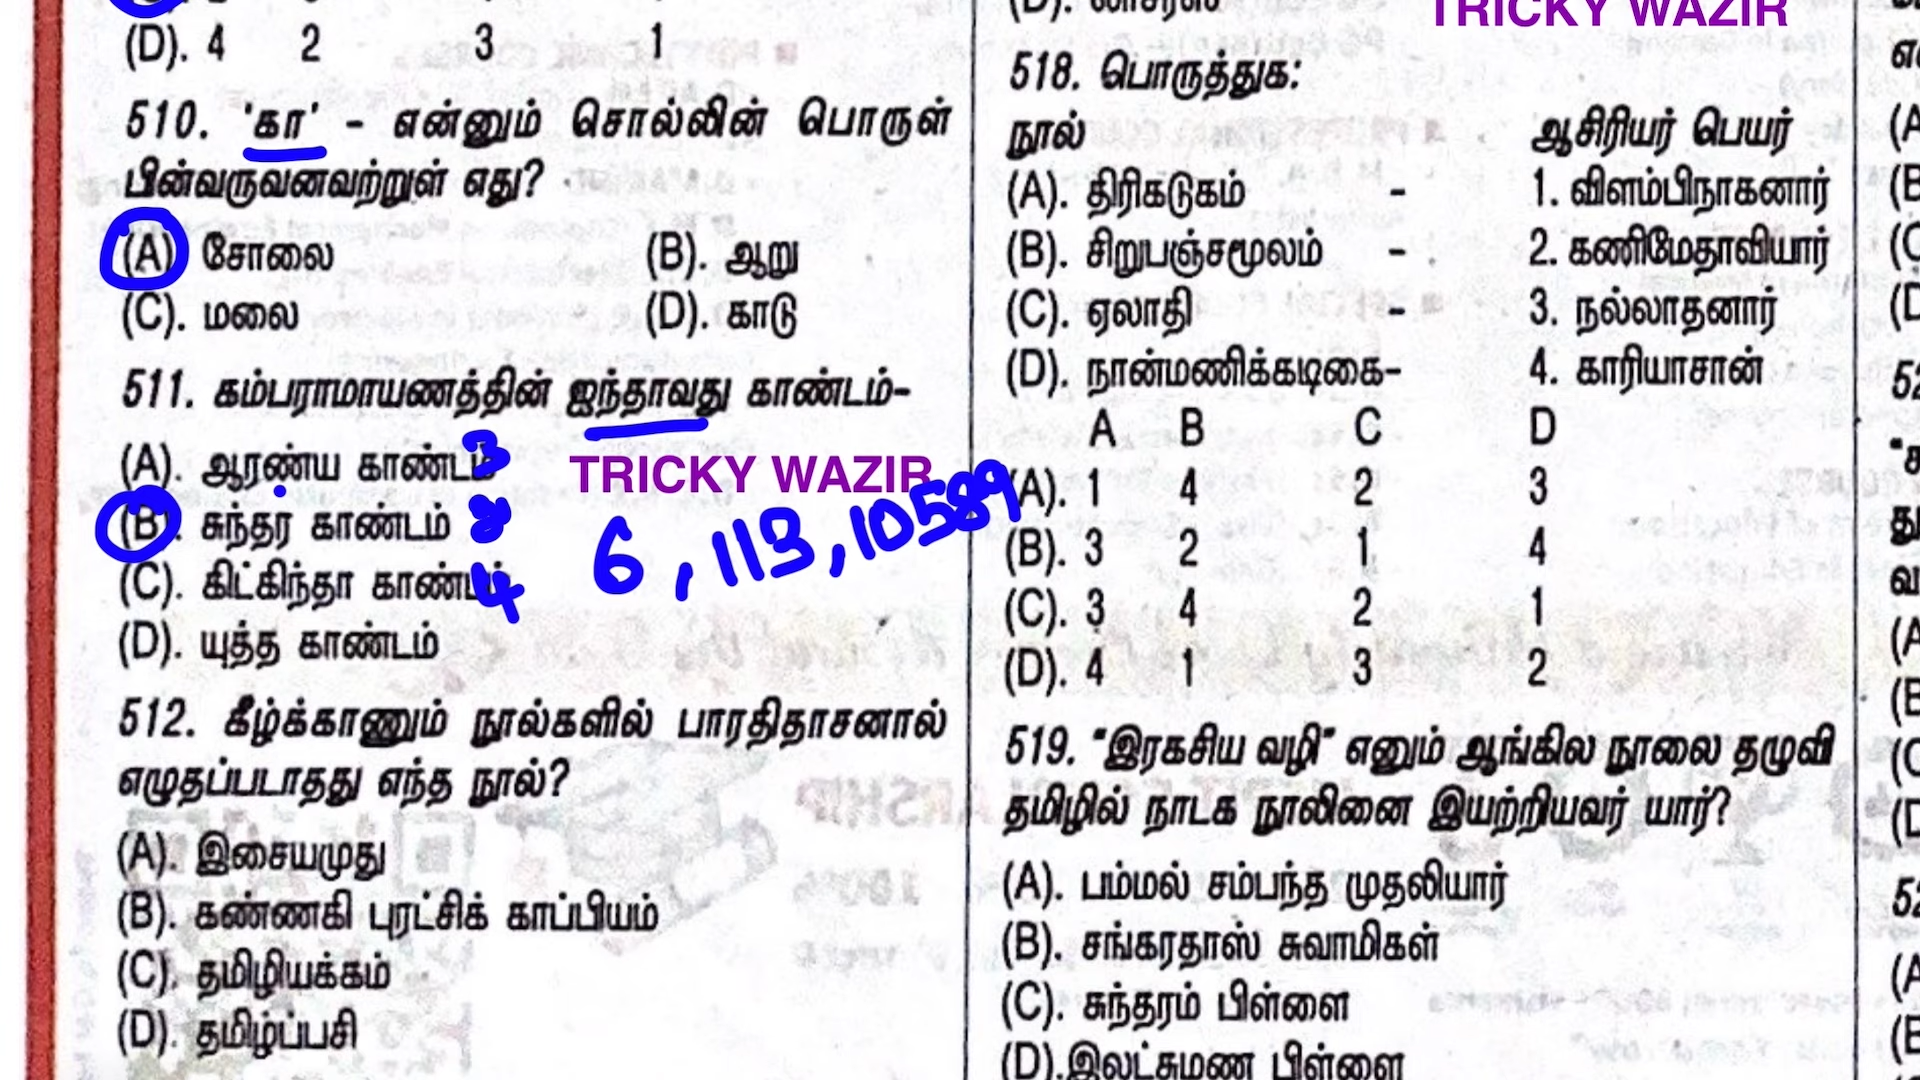 (D). 4 2 3 1
510. 'கா' - என்னும் சொல்லின் பொருள்
பின்வருவனவற்றுள் எது?
(A) சோலை (B). ஆறு
(C). மலை (D). காடு
511. கம்பராமாயணத்தின் ஐந்தாவது காண்டம்-
(A). ஆரண்ய காண்டம் 3
TRICKY WAZIR
(B). சுந்தர காண்டம்
6, 113, 10589
(C). கிட்கிந்தா காண்டம் 4
(D). யுத்த காண்டம்
512. கீழ்க்காணும் நூல்களில் பாரதிதாசனால்
எழுதப்படாதது எந்த நூல்?
(A). இசையமுது
(B). கண்ணகி புரட்சிக் காப்பியம்
(C). தமிழியக்கம்
(D). தமிழ்ப்பசி
TRICKY WAZIR
518. பொருத்துக:
நூல் ஆசிரியர் பெயர்
(A). திரிகடுகம் - 1. விளம்பிநாகனார்
(B). சிறுபஞ்சமூலம் - 2. கணிமேதாவியார்
(C). ஏலாதி - 3. நல்லாதனார்
(D). நான்மணிக்கடிகை- 4. காரியாசான்
A B C D
(A). 1 4 2 3
(B). 3 2 1 4
(C). 3 4 2 1
(D). 4 1 3 2
519. "இரகசிய வழி" எனும் ஆங்கில நூலை தழுவி
தமிழில் நாடக நூலினை இயற்றியவர் யார்?
(A). பம்மல் சம்பந்த முதலியார்
(B). சங்கரதாஸ் சுவாமிகள்
(C). சுந்தரம் பிள்ளை
(D).இலட்சுமண பிள்ளை